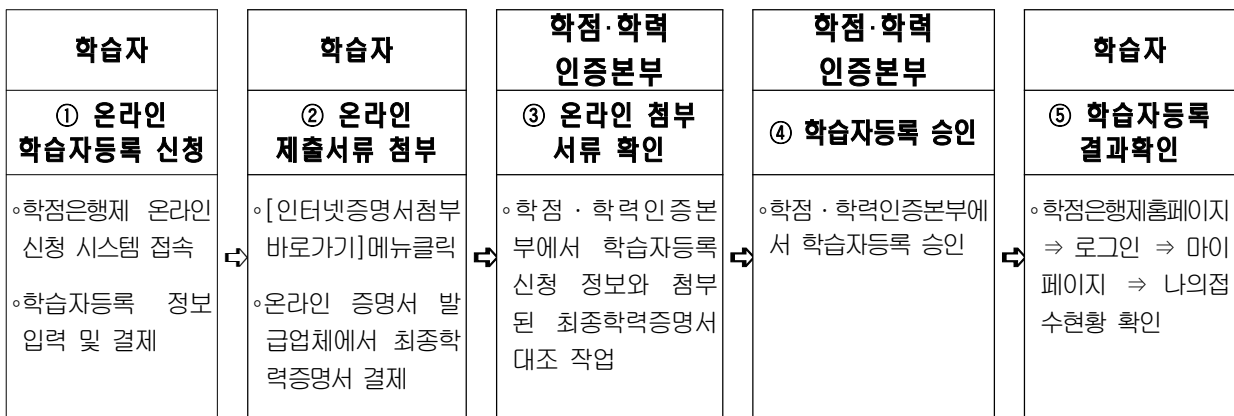 학습자
① 온라인
학습자등록 신청
◦학점은행제 온라인
신청 시스템 접속
◦학습자등록 정보
입력 및 결제
⇨
학습자
② 온라인
제출서류 첨부
◦[인터넷증명서첨부
바로가기]메뉴클릭
◦온라인 증명서 발
급업체에서 최종학
력증명서 결제
⇨
학점·학력
인증본부
③ 온라인 첨부
서류 확인
◦학점·학력인증본
부에서 학습자등록
신청 정보와 첨부
된 최종학력증명서
대조 작업
⇨
학점·학력
인증본부
④ 학습자등록 승인
◦학점·학력인증본부에
서 학습자등록 승인
⇨
학습자
⑤ 학습자등록
결과확인
◦학점은행제홈페이지
⇒ 로그인 ⇒ 마이
페이지 ⇒ 나의접
수현황 확인